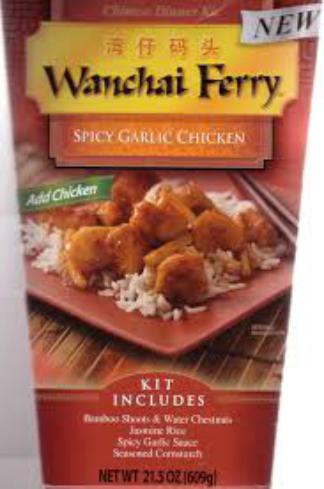 Chinese Dinner Kit
NEW
湾仔码头
Wanchai Ferry
SPICY GARLIC CHICKEN
Add Chicken
KIT
INCLUDES
Bamboo Shoots & Water Chestnuts
Jasmine Rice
Spicy Garlic Sauce
Seasoned Cornstarch
NET WT 21.5 OZ (609g)